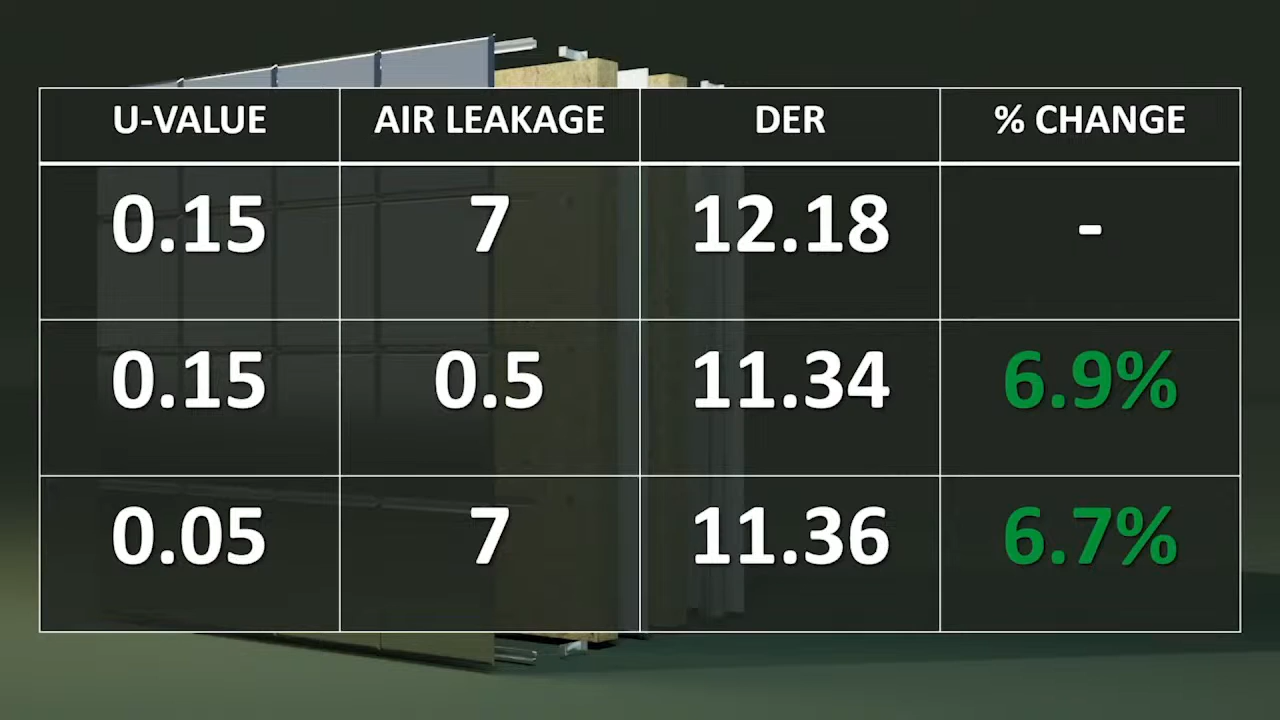 U-VALUE AIR LEAKAGE DER % CHANGE
0.15 7 12.18 -
0.15 0.5 11.34 6.9%
0.05 7 11.36 6.7%